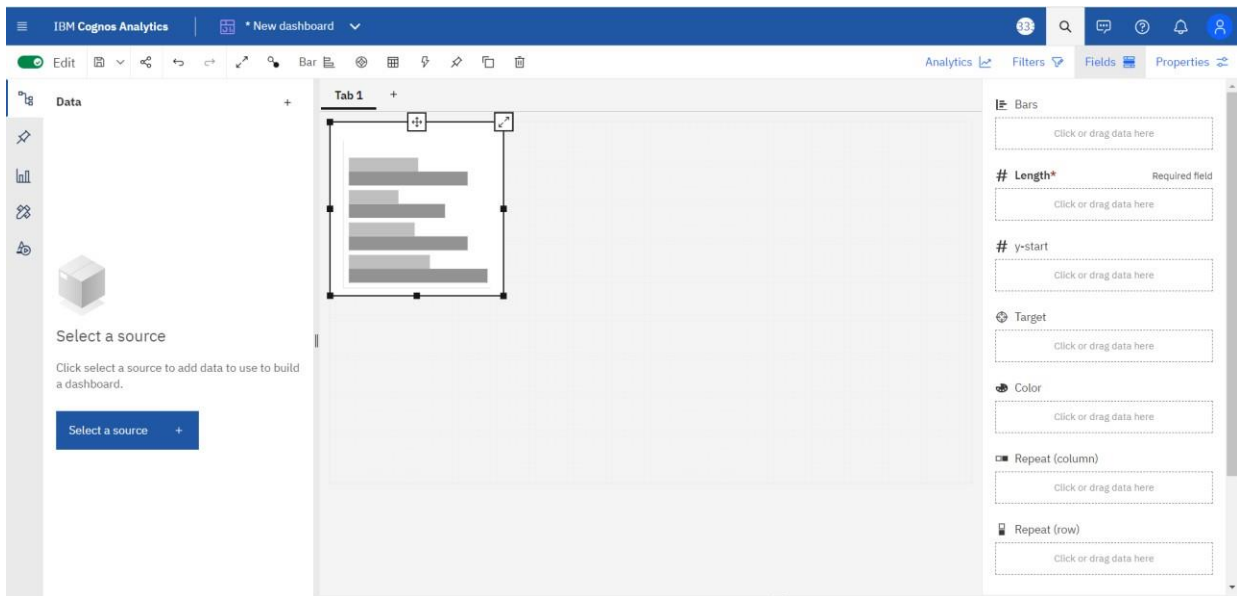 IBM Cognos Analytics
* New dashboard
Edit
Bar
Analytics
Filters
Fields
Properties
Data
+
Tab 1
+
Select a source
Click select a source to add data to use to build
a dashboard.
Select a source +
Bars
Click or drag data here
# Length*
Required field
Click or drag data here
# y-start
Click or drag data here
Target
Click or drag data here
Color
Click or drag data here
Repeat (column)
Click or drag data here
Repeat (row)
Click or drag data here